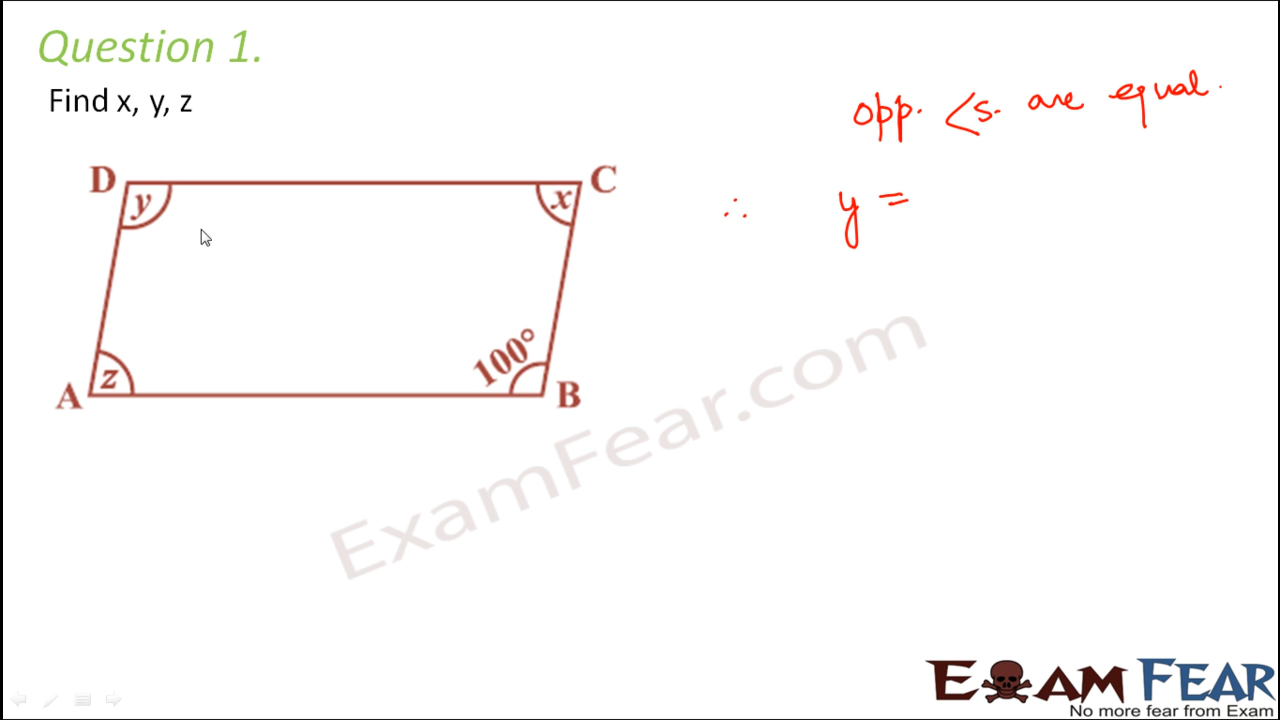 Question 1.
Find x, y, z
opp. <s. are equal.
∴ y =
D y x C
100°
A z B
ExamFear.com
EXAMFEAR
No more fear from Exam